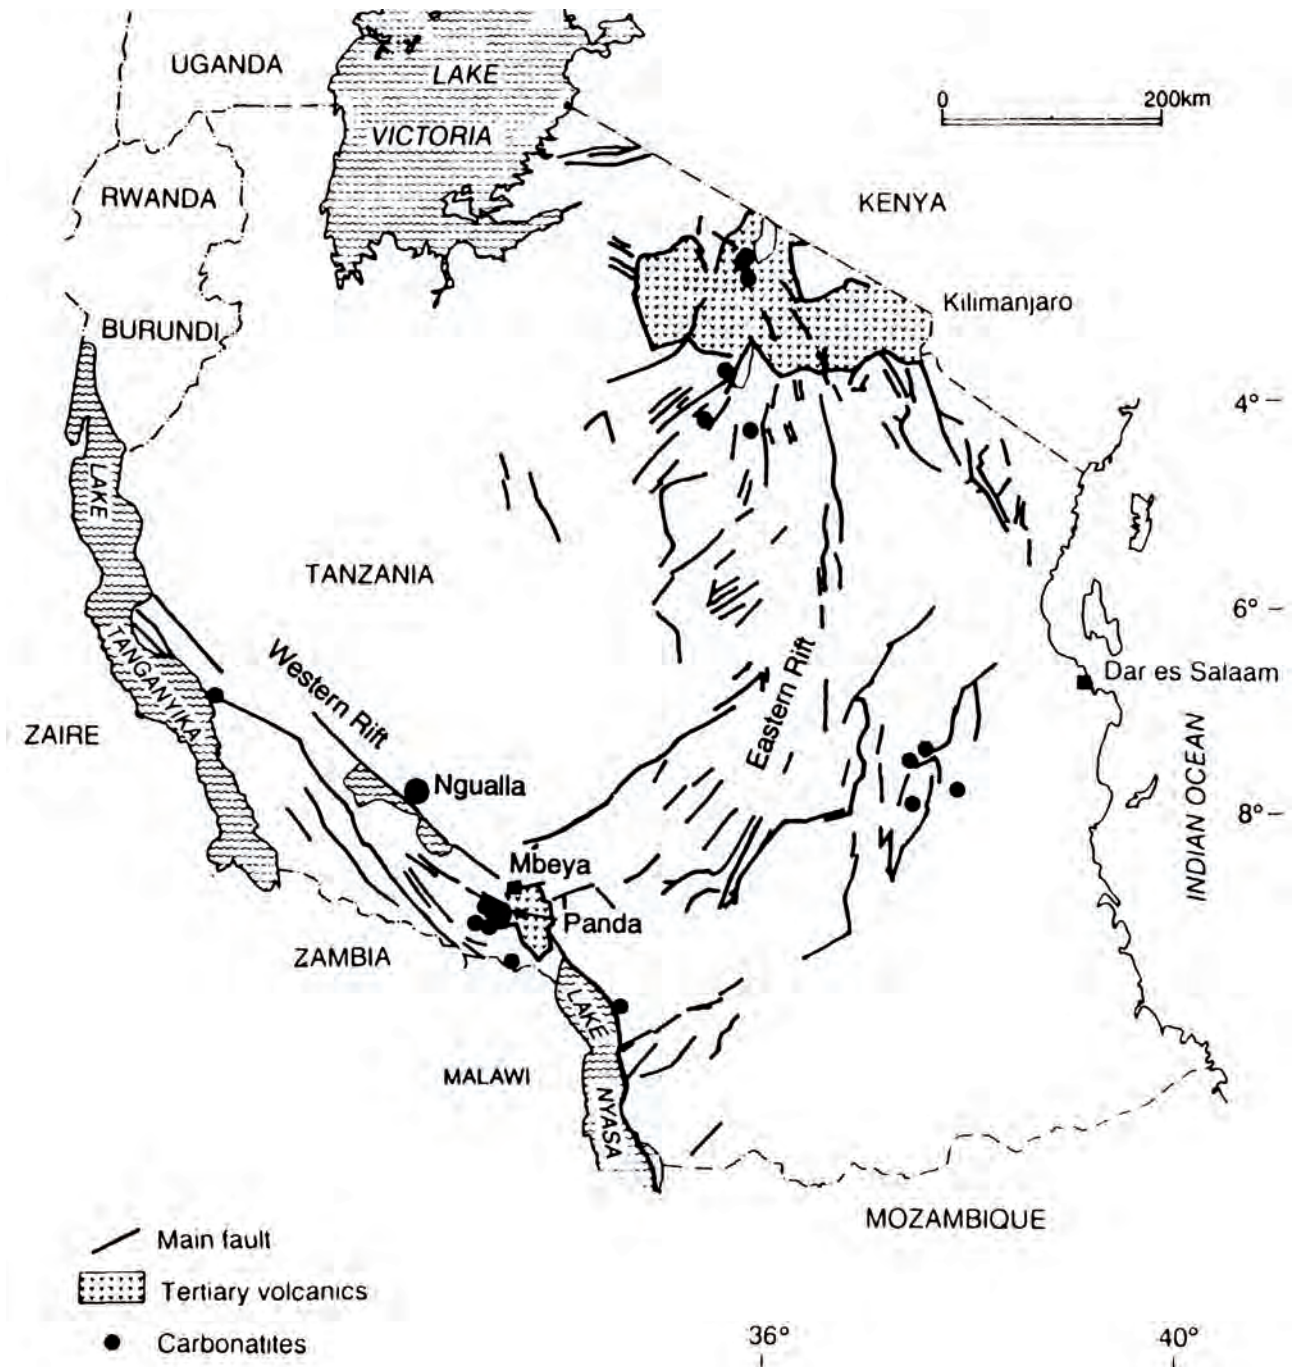 UGANDA
LAKE
VICTORIA
0 200km
RWANDA
KENYA
BURUNDI
Kilimanjaro
4°
LAKE
TANGANYIKA
TANZANIA
6°
Western Rift
Eastern Rift
Dar es Salaam
ZAIRE
Ngualla
INDIAN OCEAN
8°
Mbeya
Panda
ZAMBIA
LAKE
NYASA
MALAWI
MOZAMBIQUE
Main fault
Tertiary volcanics
Carbonatites
36° 40°